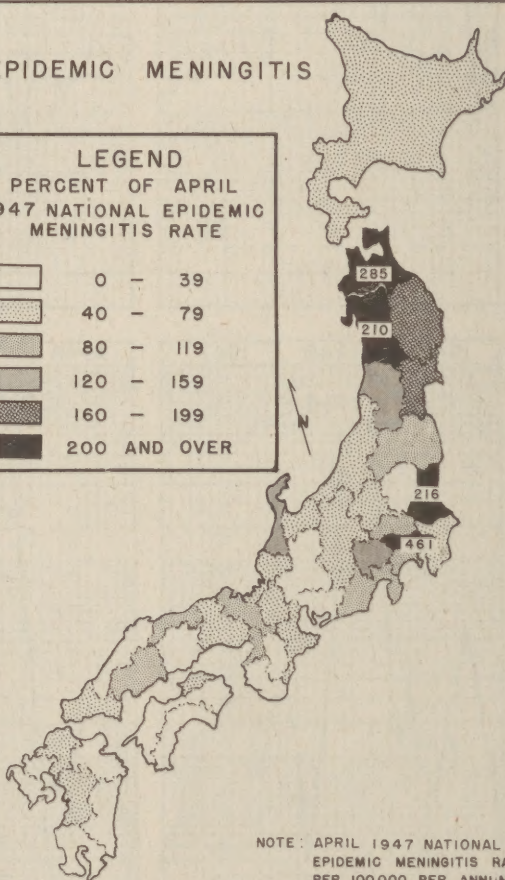 EPIDEMIC MENINGITIS
LEGEND
PERCENT OF APRIL
1947 NATIONAL EPIDEMIC
MENINGITIS RATE
0 – 39
40 – 79
80 – 119
120 – 159
160 – 199
200 AND OVER
N
285
210
216
461
NOTE: APRIL 1947 NATIONAL
EPIDEMIC MENINGITIS
PER 100,000 PER